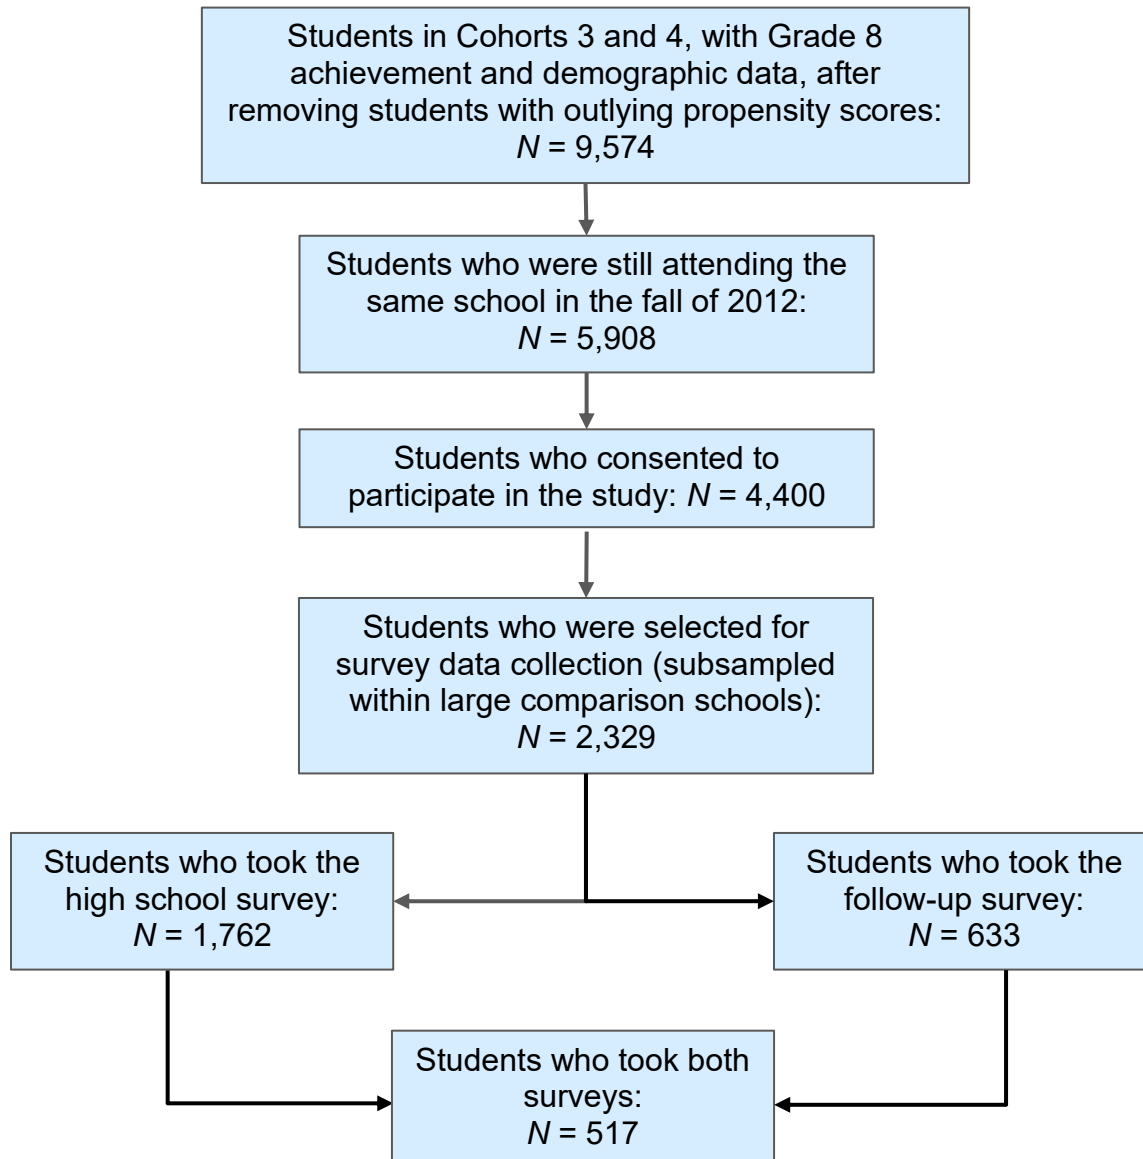 Students in Cohorts 3 and 4, with Grade 8
achievement and demographic data, after
removing students with outlying propensity scores:
N = 9,574
Students who were still attending the
same school in the fall of 2012:
N = 5,908
Students who consented to
participate in the study: N = 4,400
Students who were selected for
survey data collection (subsampled
within large comparison schools):
N = 2,329
Students who took the
high school survey:
N = 1,762
Students who took the
follow-up survey:
N = 633
Students who took both
surveys:
N = 517